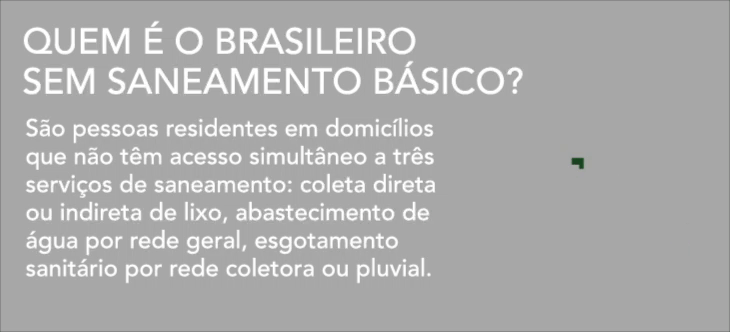 QUEM É O BRASILEIRO
SEM SANEAMENTO BÁSICO?
São pessoas residentes em domicílios
que não têm acesso simultâneo a três
serviços de saneamento: coleta direta
ou indireta de lixo, abastecimento de
água por rede geral, esgotamento
sanitário por rede coletora ou pluvial.